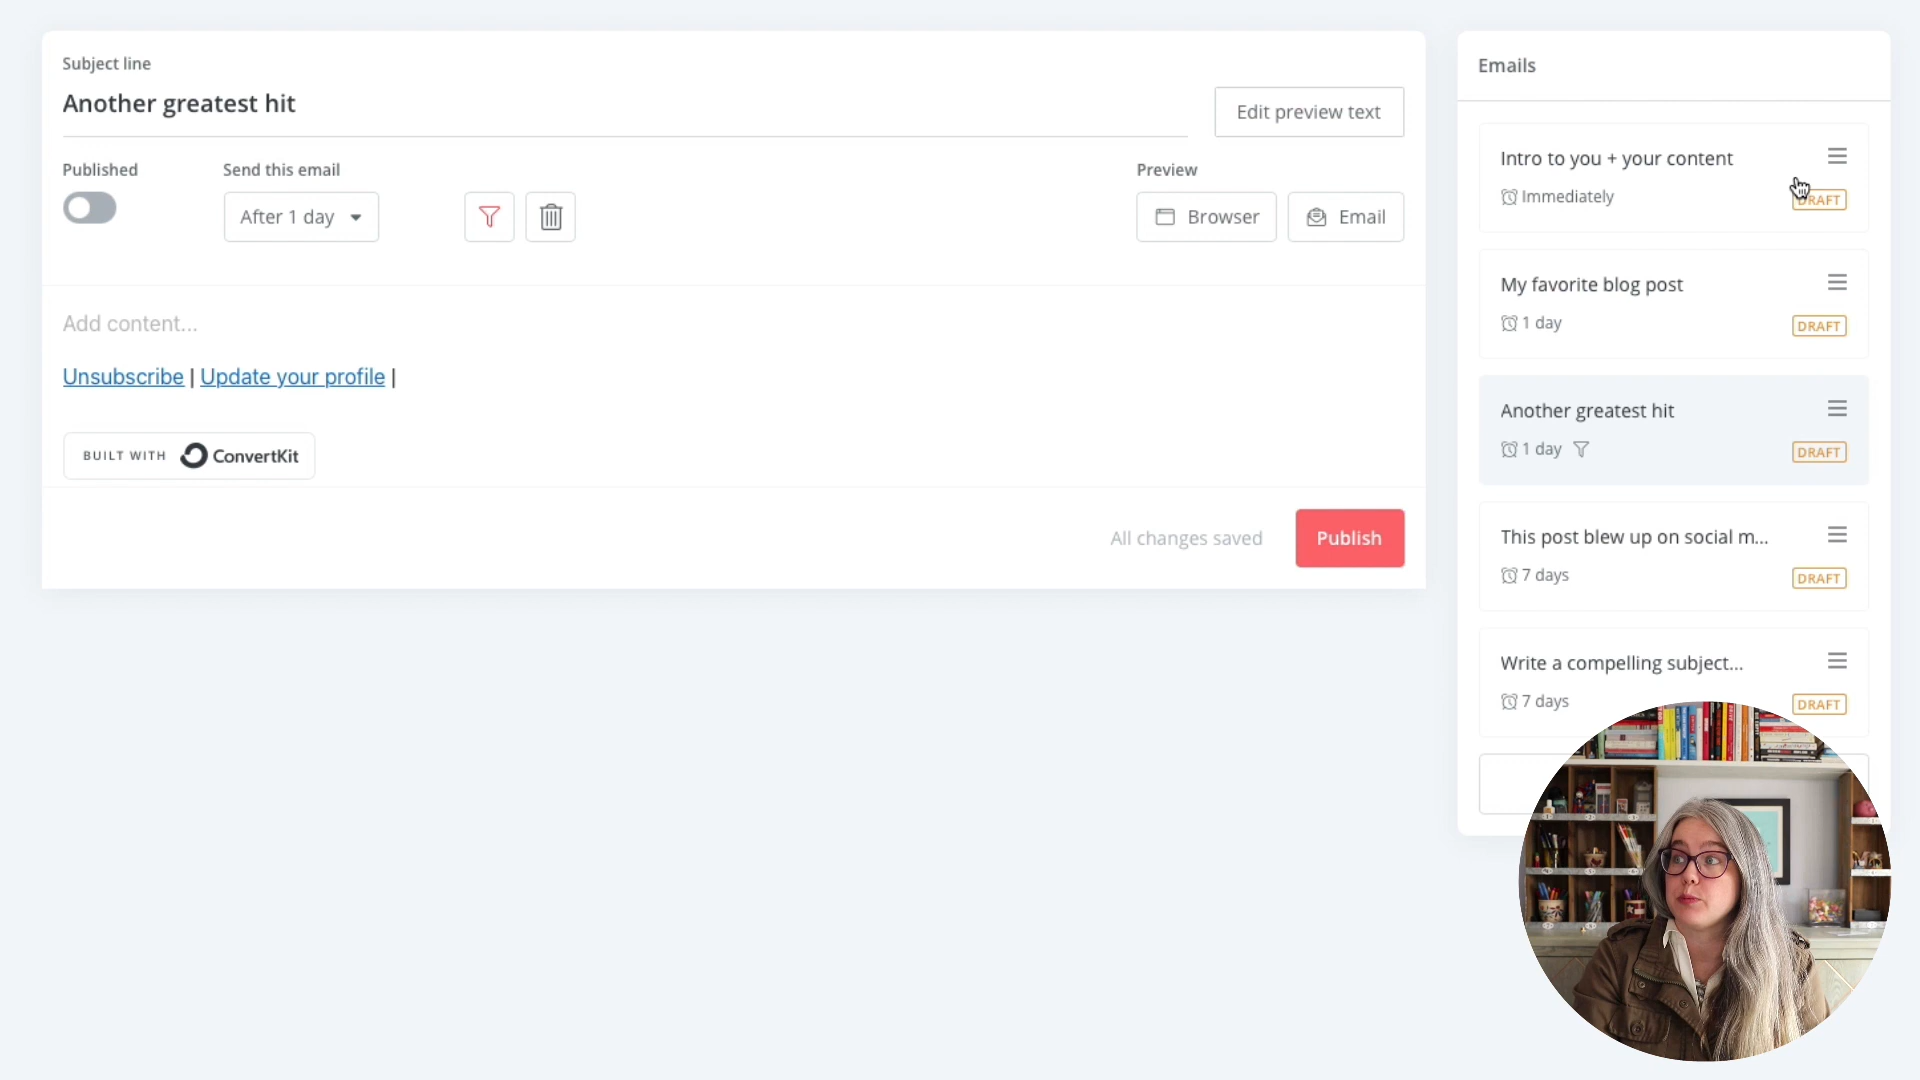 Subject line
Another greatest hit
Edit preview text
Published
Send this email
After 1 day
Preview
Browser
Email
Add content...
Unsubscribe | Update your profile |
BUILT WITH ConvertKit
All changes saved
Publish
Emails
Intro to you + your content
Immediately
DRAFT
My favorite blog post
1 day
DRAFT
Another greatest hit
1 day
DRAFT
This post blew up on social m...
7 days
DRAFT
Write a compelling subject...
7 days
DRAFT